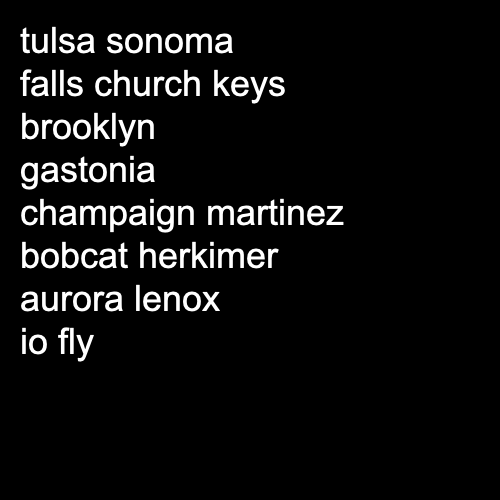 tulsa sonoma
falls church keys
brooklyn
gastonia
champaign martinez
bobcat herkimer
aurora lenox
io fly